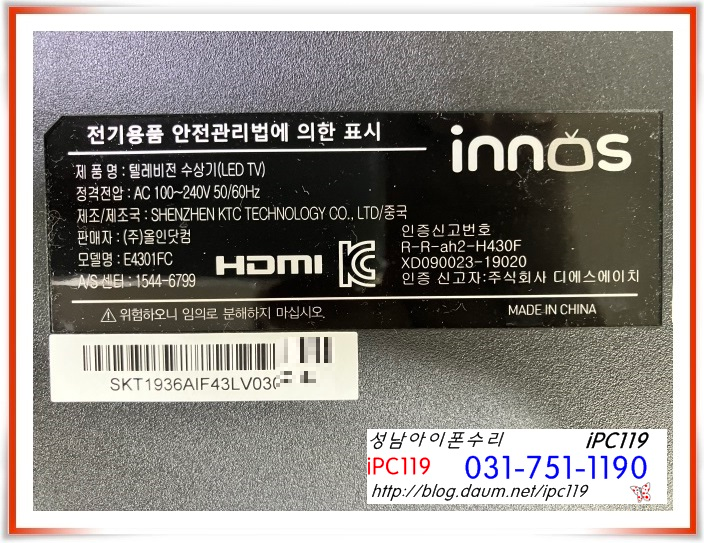 전기용품 안전관리법에 의한 표시
innos
제 품 명 : 텔레비전 수상기(LED TV)
정격전압 : AC 100~240V 50/60Hz
제조/제조국 : SHENZHEN KTC TECHNOLOGY CO., LTD/중국
판매자 : (주)올인닷컴
모델명 : E4301FC
A/S 센터 : 1544-6799
HDMI
인증신고번호
R-R-ah2-H430F
XD090023-19020
인증 신고자:주식회사 디에스에이치
⚠ 위험하오니 임의로 분해하지 마십시오.
MADE IN CHINA
SKT1936AIF43LV03
성남아이폰수리 iPC119
iPC119 031-751-1190
http://blog.daum.net/ipc119